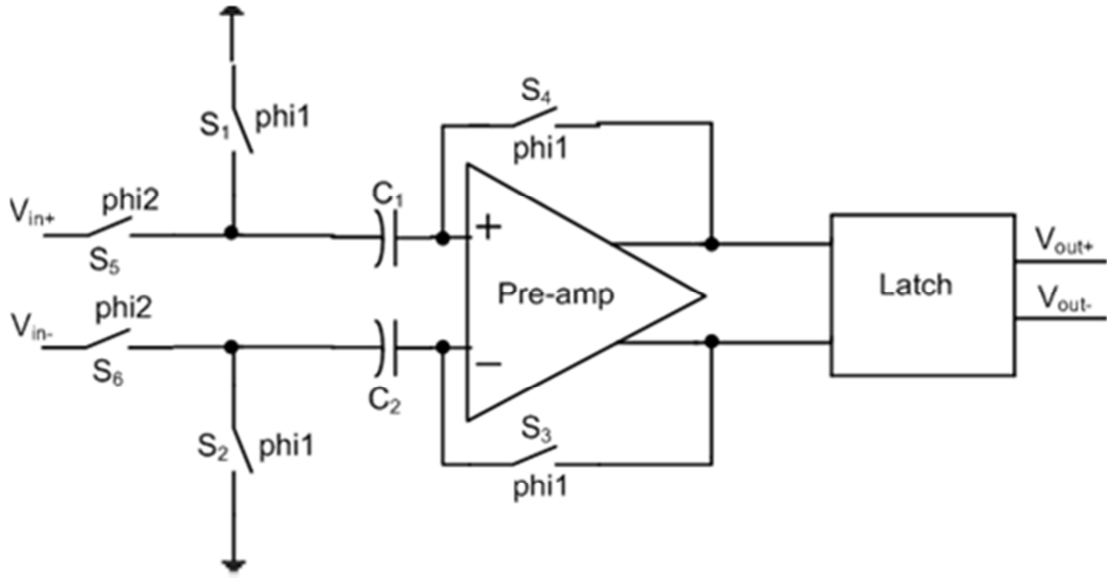 S4
S1 phi1
phi1
C1
phi2
Vin+
S5
+
Vout+
Pre-amp
Latch
phi2
Vin-
Vout-
S6
−
C2
S3
S2 phi1
phi1